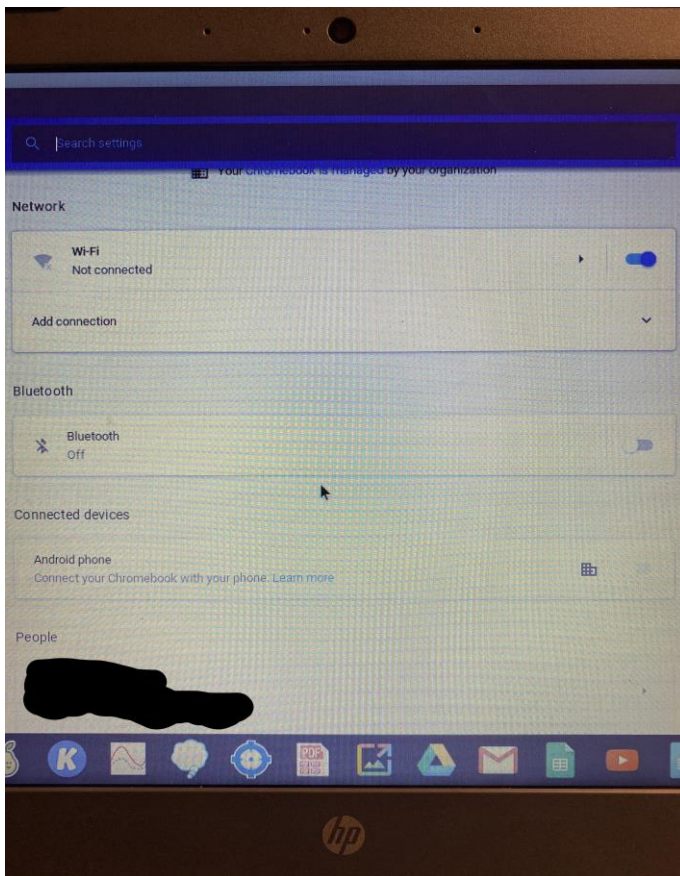 Search settings
Your Chromebook is managed by your organization
Network
Wi-Fi
Not connected
Add connection
Bluetooth
Bluetooth
Off
Connected devices
Android phone
Connect your Chromebook with your phone. Learn more
People
K
PDF
hp